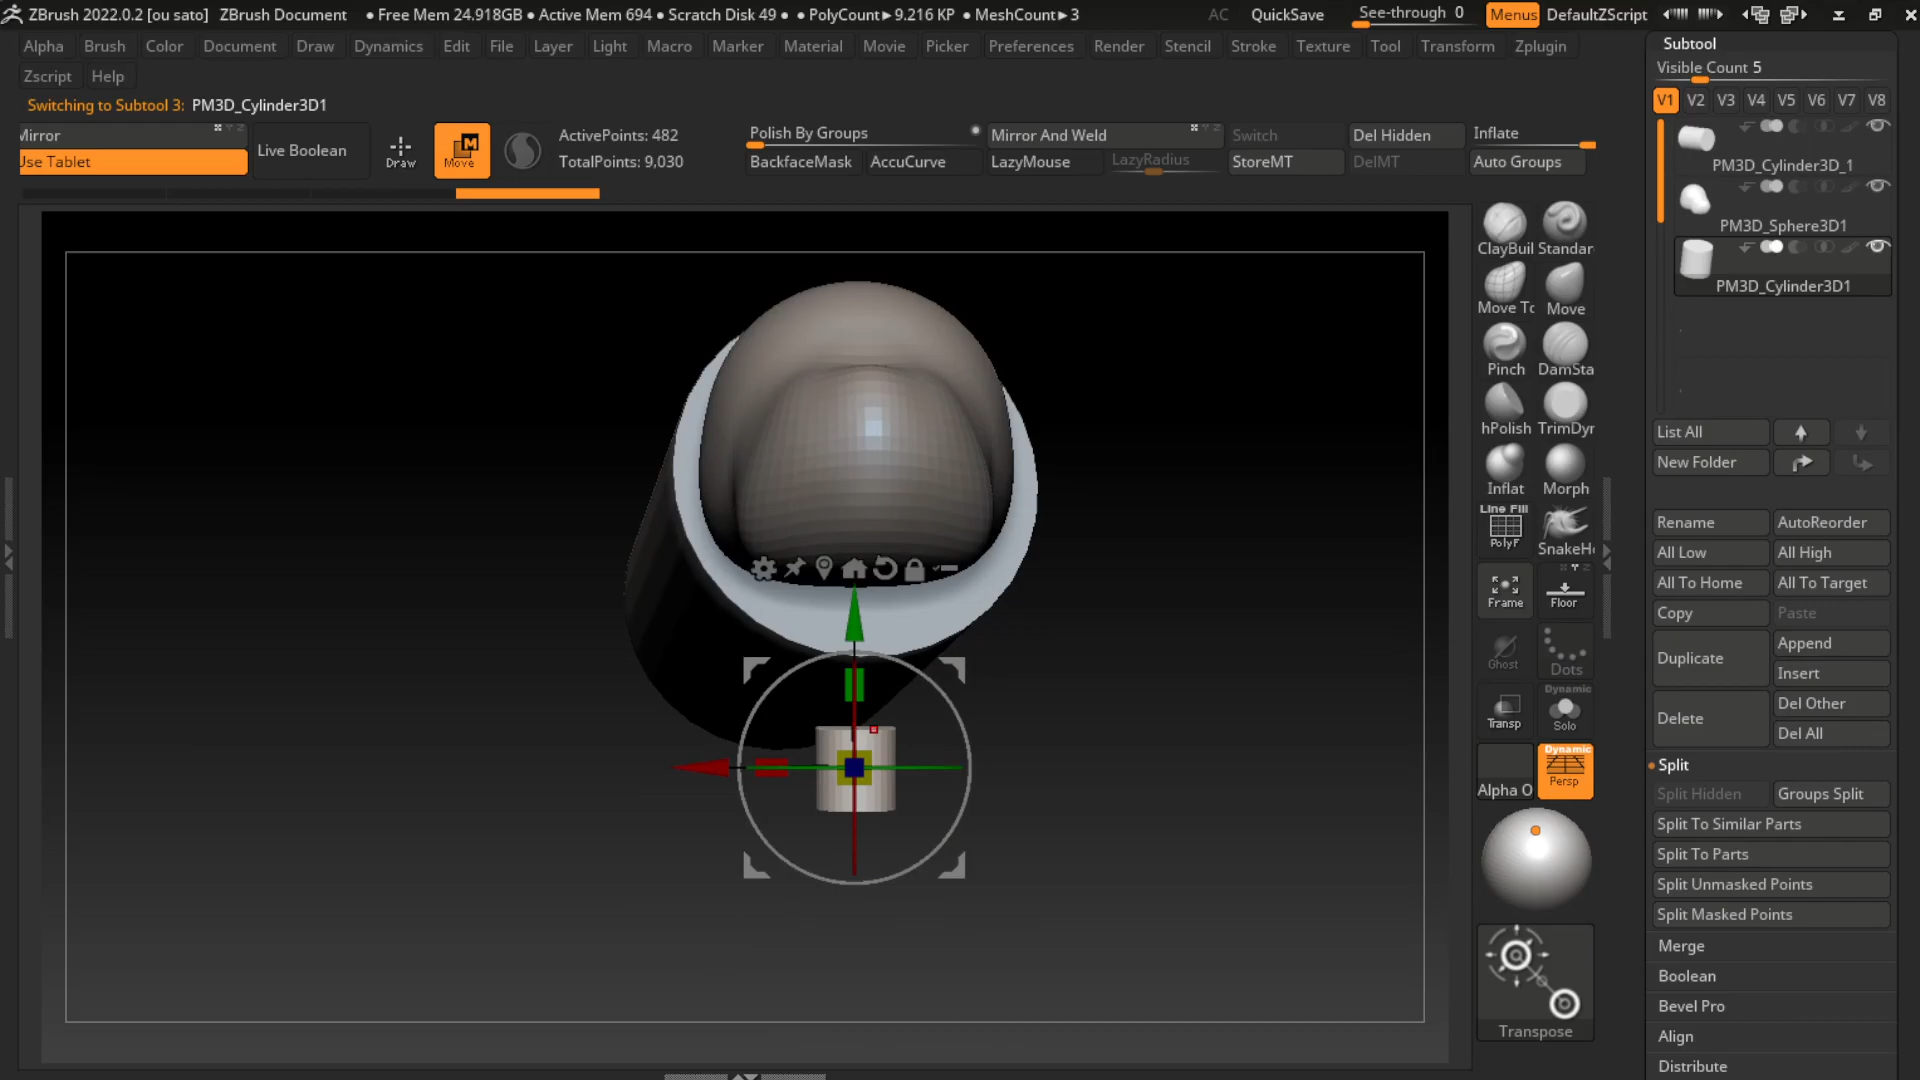 ZBrush 2022.0.2 [ou sato] ZBrush Document • Free Mem 24.918GB • Active Mem 694 • Scratch Disk 49 • • PolyCount► 9.216 KP • MeshCount► 3 AC QuickSave See-through 0 Menus DefaultZScript
Alpha Brush Color Document Draw Dynamics Edit File Layer Light Macro Marker Material Movie Picker Preferences Render Stencil Stroke Texture Tool Transform Zplugin
Zscript Help
Switching to Subtool 3: PM3D_Cylinder3D1
Mirror
Use Tablet
Live Boolean
Draw
Move
ActivePoints: 482
TotalPoints: 9,030
Polish By Groups
BackfaceMask AccuCurve
Mirror And Weld
LazyMouse LazyRadius
Switch Del Hidden
StoreMT DelMT
Inflate
Auto Groups
ClayBuil Standar
Move To Move
Pinch DamSta
hPolish TrimDyr
Inflat Morph
Line Fill
PolyF
SnakeHo
Frame Floor
Ghost Dots
Transp
Dynamic
Solo
Alpha O
Dynamic
Persp
Transpose
Subtool
Visible Count 5
V1 V2 V3 V4 V5 V6 V7 V8
PM3D_Cylinder3D_1
PM3D_Sphere3D1
PM3D_Cylinder3D1
List All
New Folder
Rename AutoReorder
All Low All High
All To Home All To Target
Copy Paste
Duplicate Append
Insert
Delete Del Other
Del All
Split
Split Hidden Groups Split
Split To Similar Parts
Split To Parts
Split Unmasked Points
Split Masked Points
Merge
Boolean
Bevel Pro
Align
Distribute